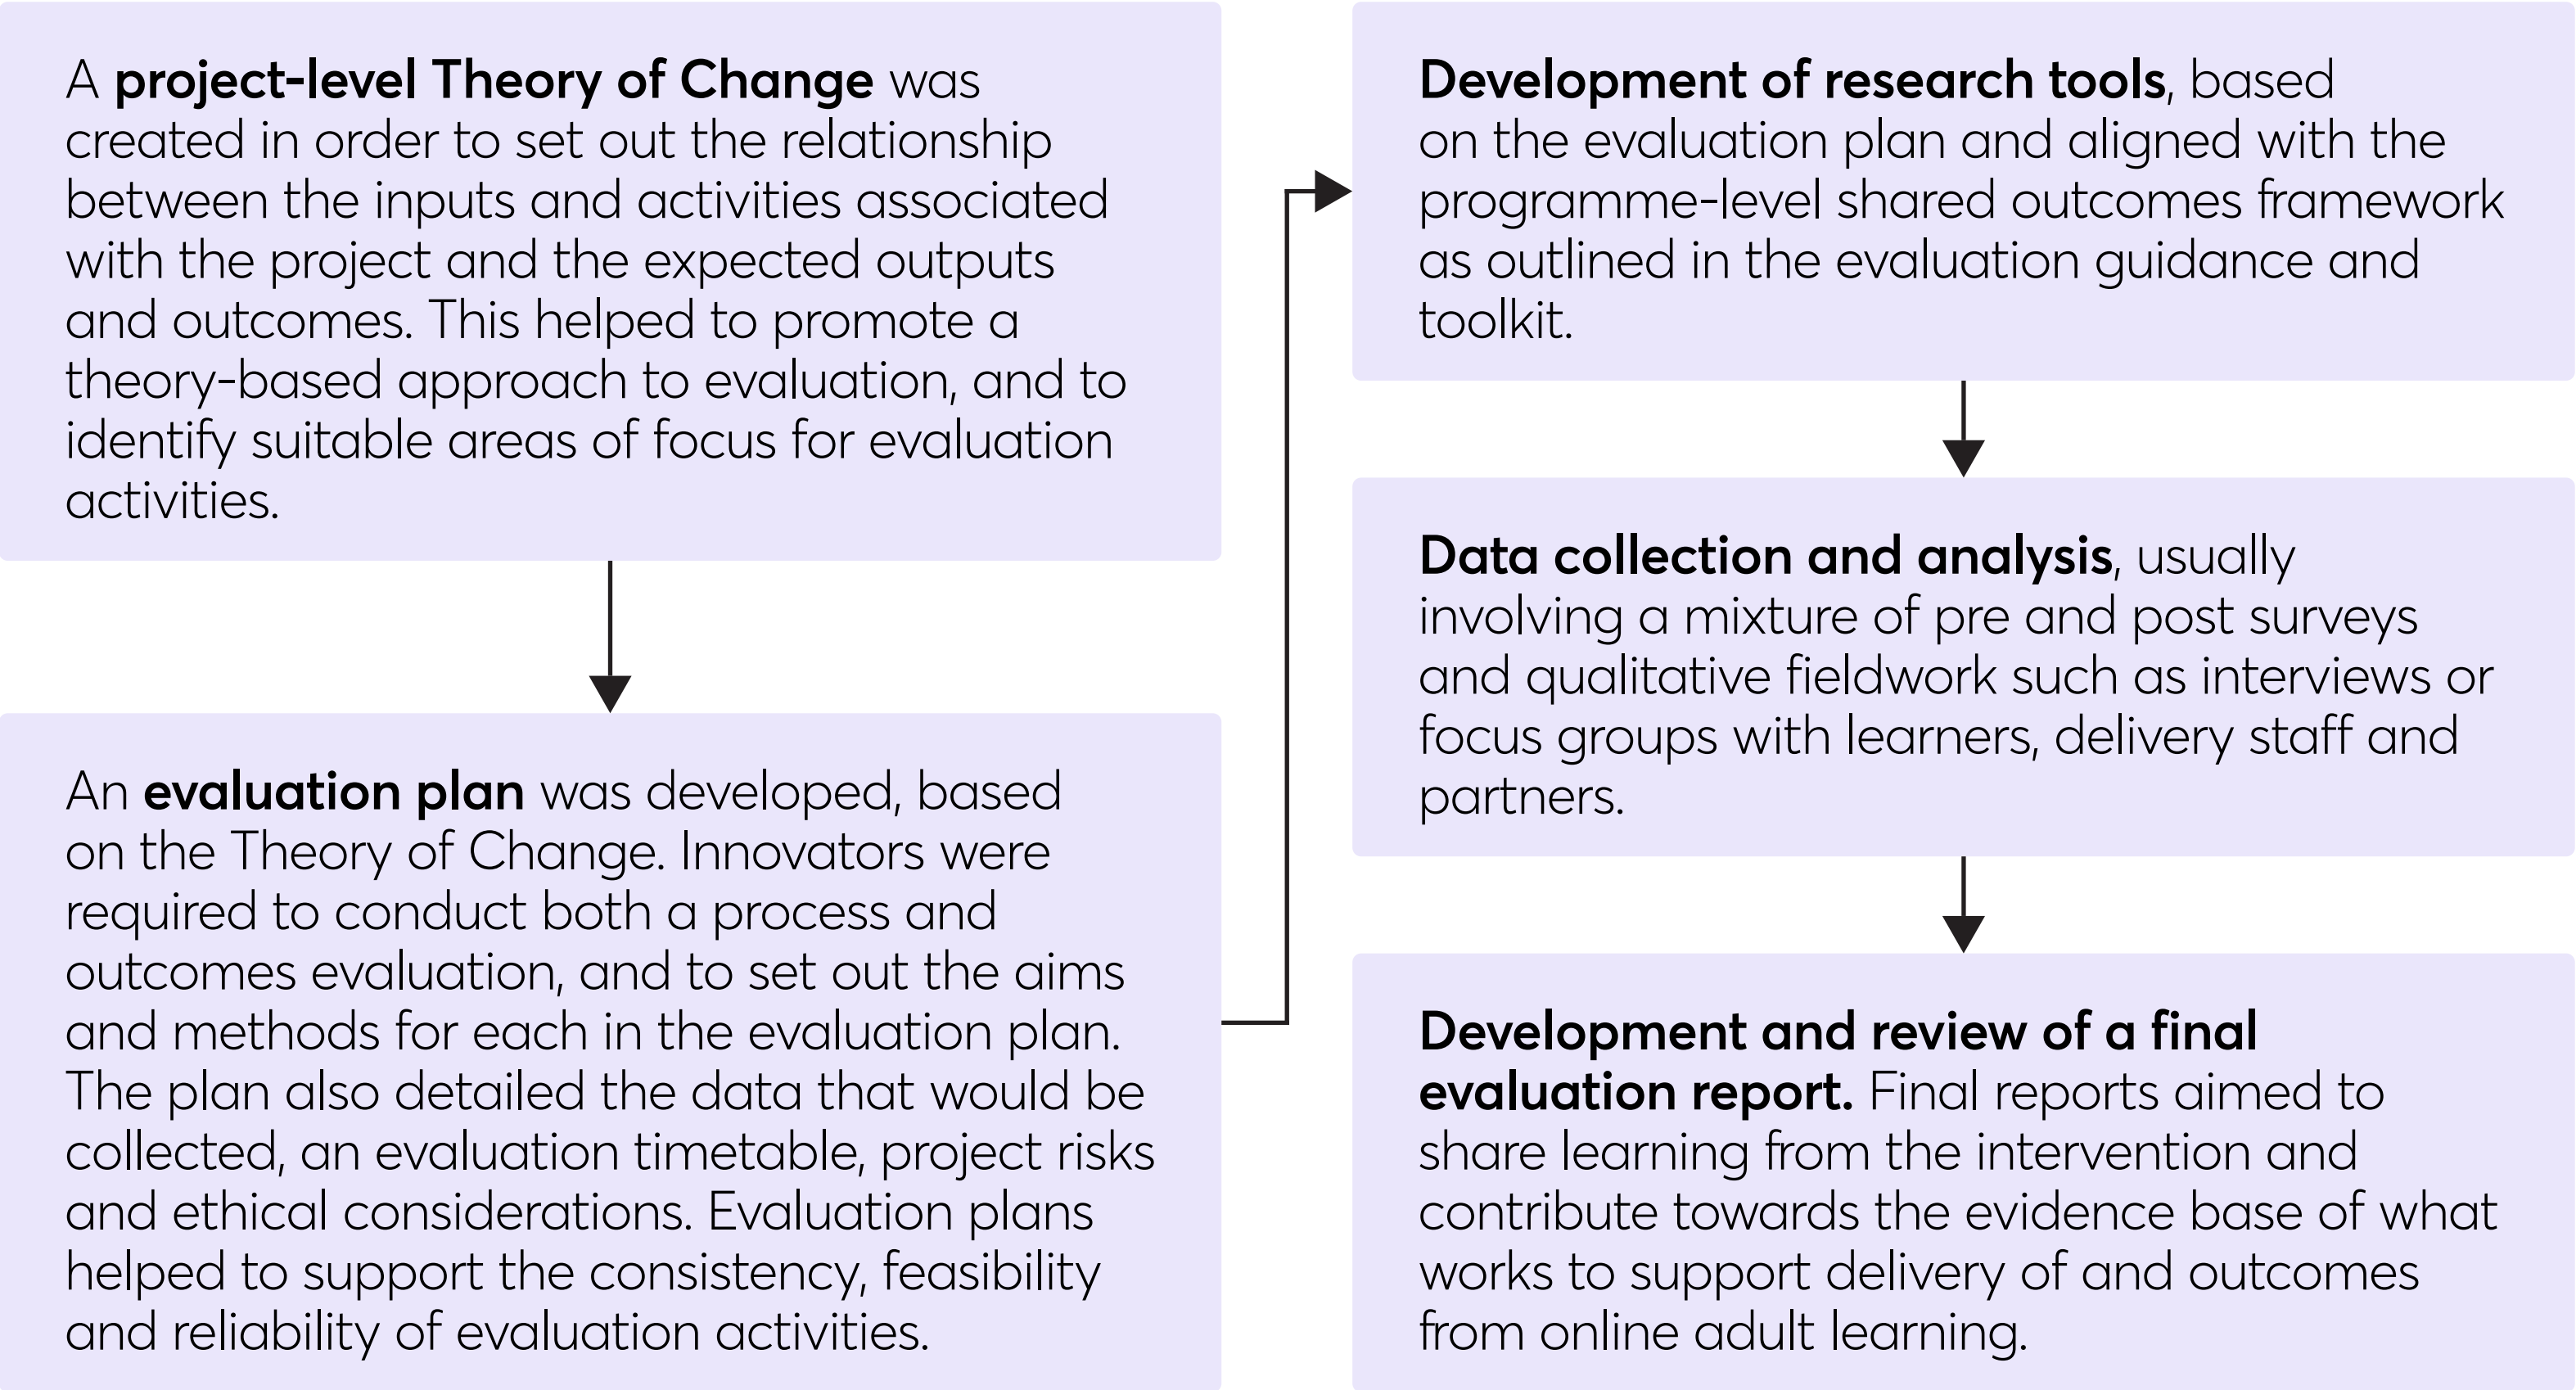 A project-level Theory of Change was
created in order to set out the relationship
between the inputs and activities associated
with the project and the expected outputs
and outcomes. This helped to promote a
theory-based approach to evaluation, and to
identify suitable areas of focus for evaluation
activities.
An evaluation plan was developed, based
on the Theory of Change. Innovators were
required to conduct both a process and
outcomes evaluation, and to set out the aims
and methods for each in the evaluation plan.
The plan also detailed the data that would be
collected, an evaluation timetable, project risks
and ethical considerations. Evaluation plans
helped to support the consistency, feasibility
and reliability of evaluation activities.
Development of research tools, based
on the evaluation plan and aligned with the
programme-level shared outcomes framework
as outlined in the evaluation guidance and
toolkit.
Data collection and analysis, usually
involving a mixture of pre and post surveys
and qualitative fieldwork such as interviews or
focus groups with learners, delivery staff and
partners.
Development and review of a final
evaluation report. Final reports aimed to
share learning from the intervention and
contribute towards the evidence base of what
works to support delivery of and outcomes
from online adult learning.